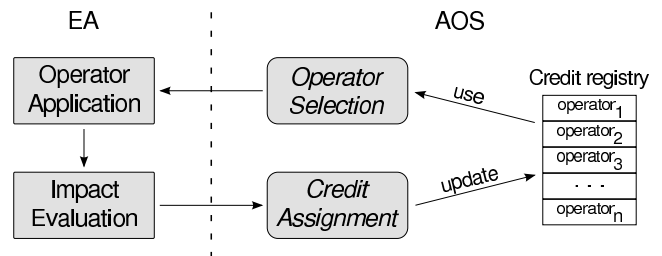 EA
AOS
Operator
Application
Operator
Selection
use
Credit registry
operator1
operator2
operator3
. . .
operatorn
Impact
Evaluation
Credit
Assignment
update